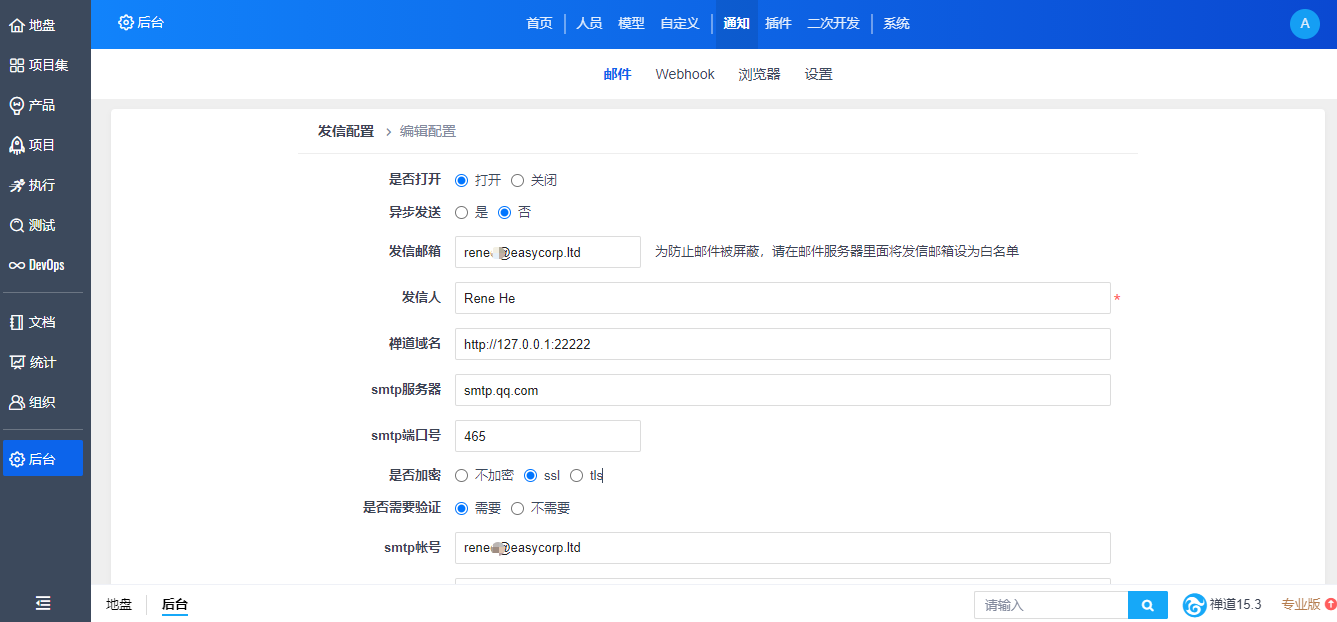 地盘
项目集
产品
项目
执行
测试
DevOps
文档
统计
组织
后台
后台
首页 人员 模型 自定义 通知 插件 二次开发 系统
A
邮件 Webhook 浏览器 设置
发信配置 > 编辑配置
是否打开 打开 关闭
异步发送 是 否
发信邮箱 rene @easycorp.ltd 为防止邮件被屏蔽，请在邮件服务器里面将发信邮箱设为白名单
发信人 Rene He *
禅道域名 http://127.0.0.1:22222
smtp服务器 smtp.qq.com
smtp端口号 465
是否加密 不加密 ssl tls
是否需要验证 需要 不需要
smtp帐号 rene @easycorp.ltd
地盘 后台 请输入 禅道15.3 专业版